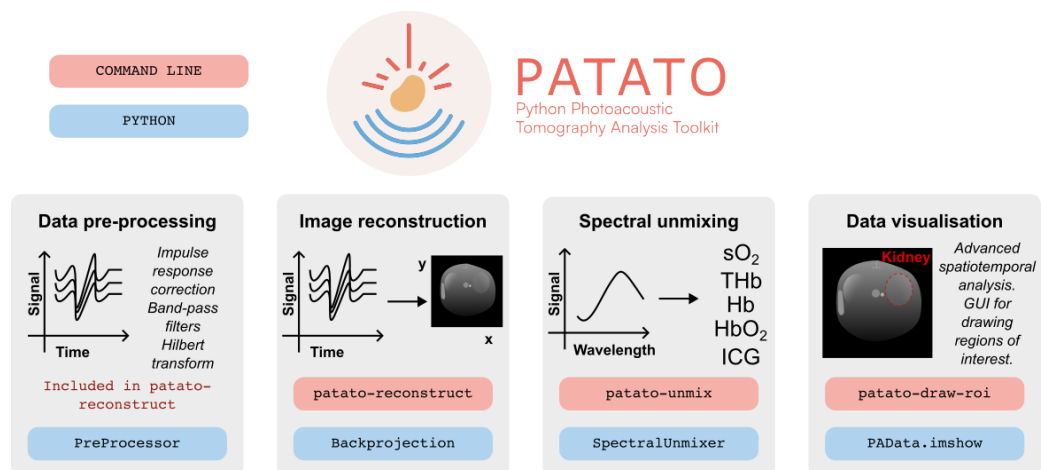 COMMAND LINE
PYTHON
PATATO
Python Photoacoustic
Tomography Analysis Toolkit
Data pre-processing
Signal
Time
Impulse
response
correction
Band-pass
filters
Hilbert
transform
Included in patato-
reconstruct
PreProcessor
Image reconstruction
Signal
Time
y
x
patato-reconstruct
Backprojection
Spectral unmixing
Signal
Wavelength
sO₂
THb
Hb
HbO₂
ICG
patato-unmix
SpectralUnmixer
Data visualisation
Kidney
Advanced
spatiotemporal
analysis.
GUI for
drawing
regions of
interest.
patato-draw-roi
PAData.imshow